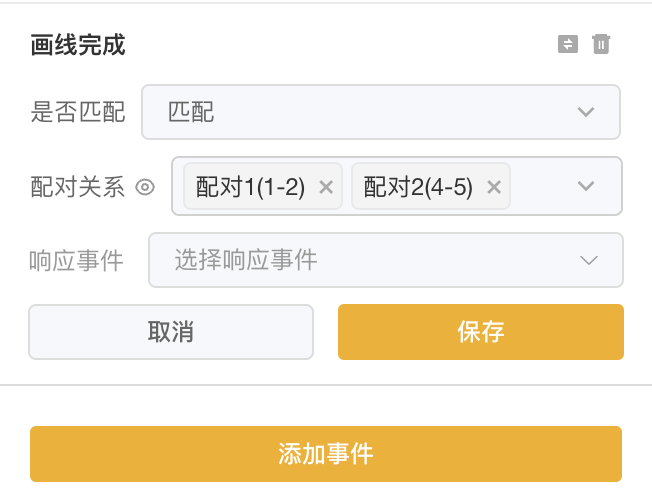 画线完成
是否匹配 匹配
配对关系 配对1(1-2) 配对2(4-5)
响应事件 选择响应事件
取消 保存
添加事件